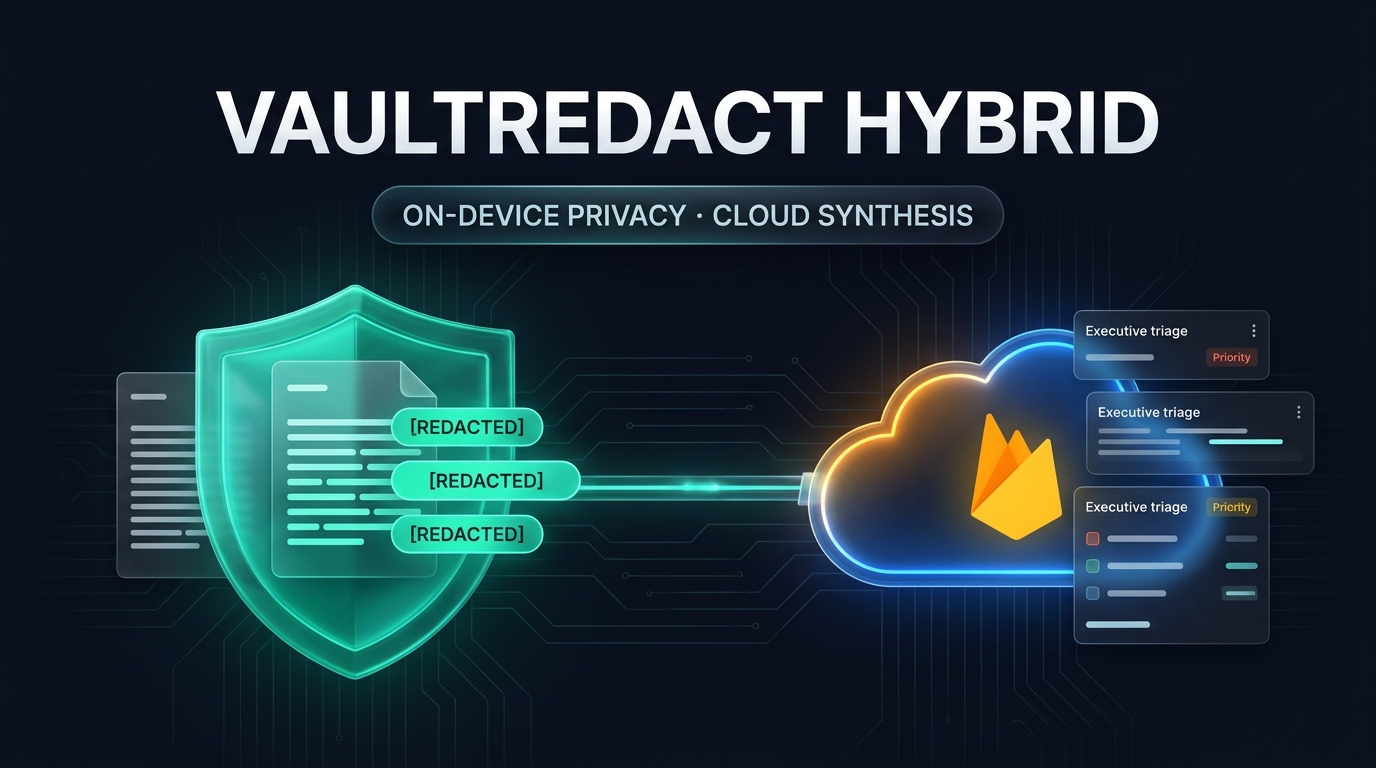 VAULTREDACT HYBRID
ON-DEVICE PRIVACY · CLOUD SYNTHESIS
[REDACTED]
[REDACTED]
[REDACTED]
Executive triage
Priority
Executive triage
Executive triage
Priority